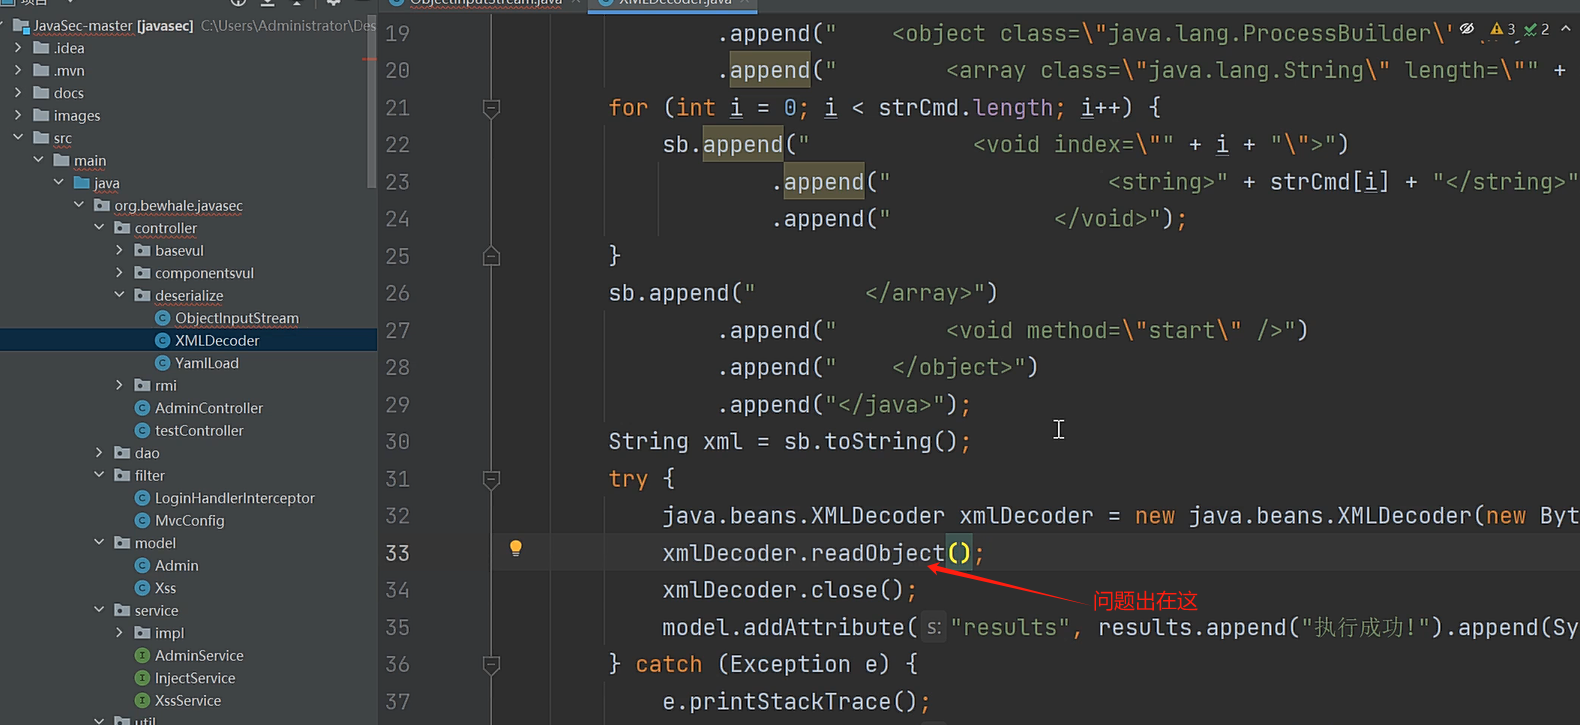 JavaSec-master [javasec] C:\Users\Administrator\Des
.idea
.mvn
docs
images
src
main
java
org.bewhale.javasec
controller
basevul
componentsvul
deserialize
ObjectInputStream
XMLDecoder
YamlLoad
rmi
AdminController
testController
dao
filter
LoginHandlerInterceptor
MvcConfig
model
Admin
Xss
service
impl
AdminService
InjectService
XssService
util
ObjectInputStream.java
XMLDecoder.java
3 2
19 .append("    <object class=\"java.lang.ProcessBuilder\"
20 .append("        <array class=\"java.lang.String\" length=\"" +
21 for (int i = 0; i < strCmd.length; i++) {
22 sb.append("            <void index=\"" + i + "\">")
23 .append("                <string>" + strCmd[i] + "</string>"
24 .append("            </void>");
25 }
26 sb.append("        </array>")
27 .append("        <void method=\"start\" />")
28 .append("    </object>")
29 .append("</java>");
30 String xml = sb.toString();
31 try {
32 java.beans.XMLDecoder xmlDecoder = new java.beans.XMLDecoder(new Byt
33 xmlDecoder.readObject();
34 xmlDecoder.close();
问题出在这
35 model.addAttribute( s: "results", results.append("执行成功!").append(Sy
36 } catch (Exception e) {
37 e.printStackTrace();